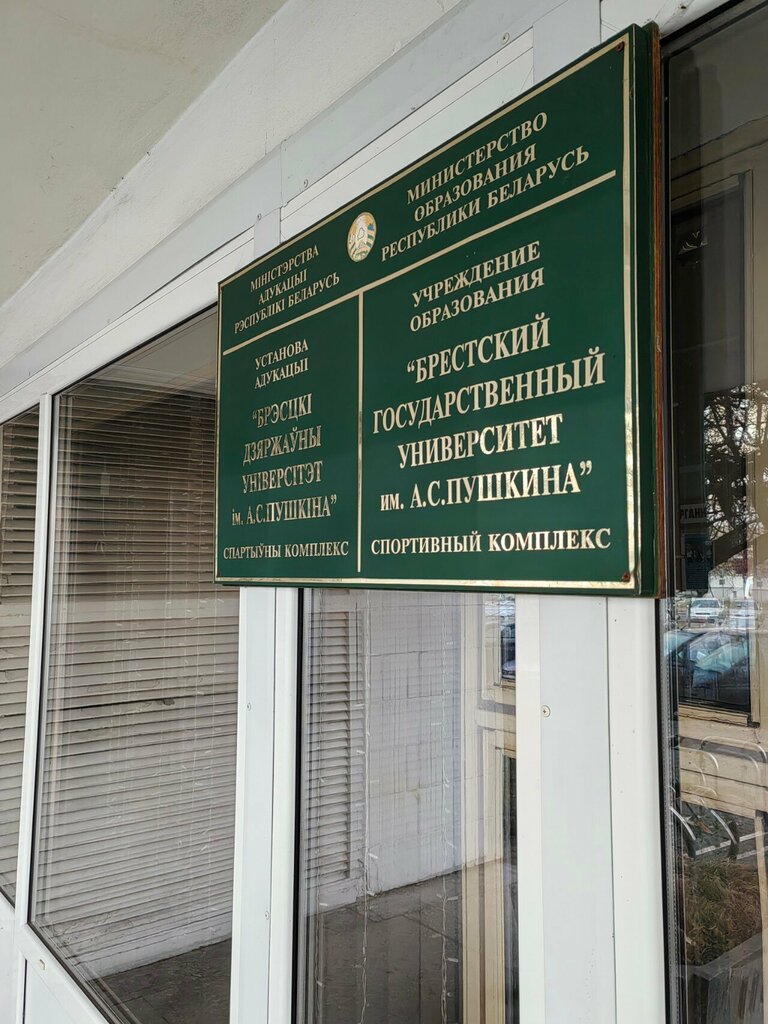 МІНІСТЭРСТВА
АДУКАЦЫІ
РЭСПУБЛІКІ БЕЛАРУСЬ
МИНИСТЕРСТВО
ОБРАЗОВАНИЯ
РЕСПУБЛИКИ БЕЛАРУСЬ
УСТАНОВА
АДУКАЦЫІ
“БРЭСЦКІ
ДЗЯРЖАЎНЫ
УНІВЕРСІТЭТ
ім. А.С.ПУШКІНА”
СПАРТЫЎНЫ КОМПЛЕКС
УЧРЕЖДЕНИЕ
ОБРАЗОВАНИЯ
“БРЕСТСКИЙ
ГОСУДАРСТВЕННЫЙ
УНИВЕРСИТЕТ
им. А.С.ПУШКИНА”
СПОРТИВНЫЙ КОМПЛЕКС